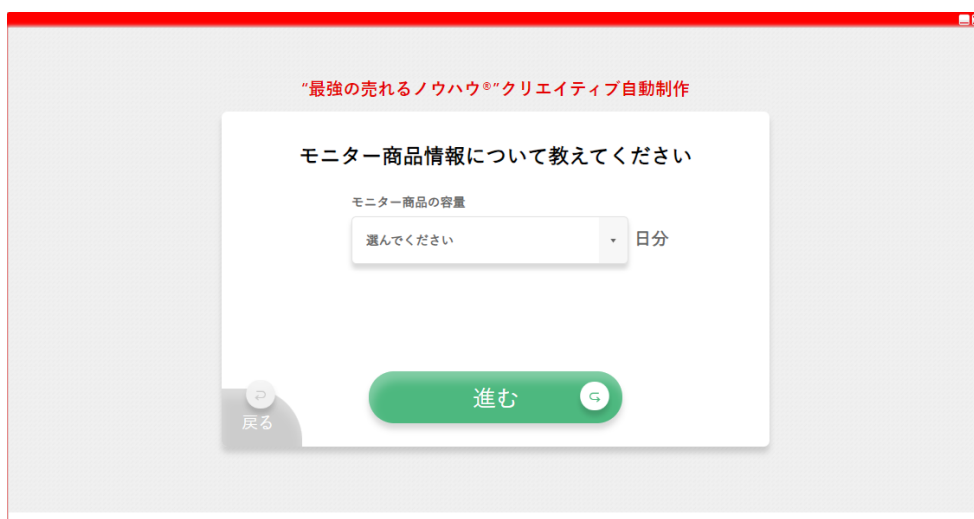 “最強の売れるノウハウ®”クリエイティブ自動制作
モニター商品情報について教えてください
モニター商品の容量
選んでください
日分
進む
戻る